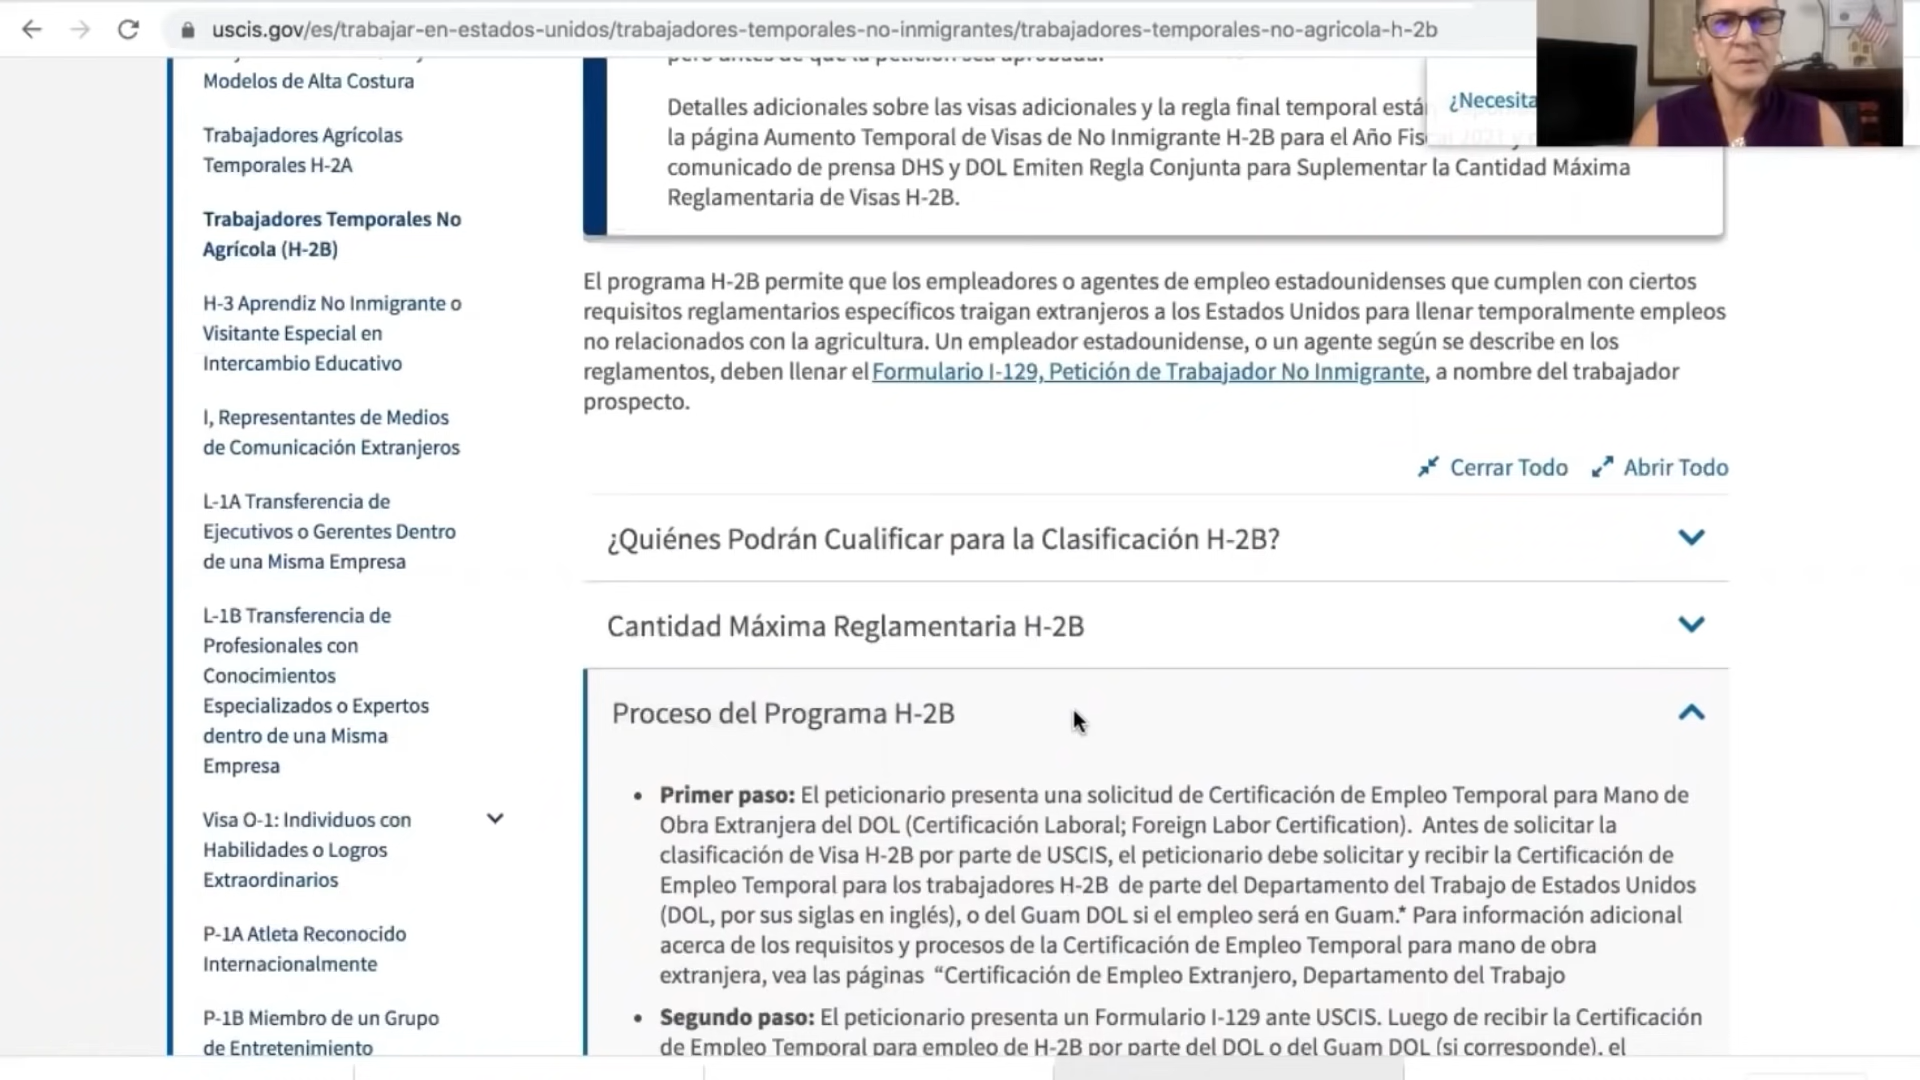 uscis.gov/es/trabajar-en-estados-unidos/trabajadores-temporales-no-inmigrantes/trabajadores-temporales-no-agricola-h-2b
Modelos de Alta Costura
Trabajadores Agrícolas
Temporales H-2A
Trabajadores Temporales No
Agrícola (H-2B)
H-3 Aprendiz No Inmigrante o
Visitante Especial en
Intercambio Educativo
I, Representantes de Medios
de Comunicación Extranjeros
L-1A Transferencia de
Ejecutivos o Gerentes Dentro
de una Misma Empresa
L-1B Transferencia de
Profesionales con
Conocimientos
Especializados o Expertos
dentro de una Misma
Empresa
Visa O-1: Individuos con
Habilidades o Logros
Extraordinarios
P-1A Atleta Reconocido
Internacionalmente
P-1B Miembro de un Grupo
de Entretenimiento
pero antes de que la petición sea aprobada.
Detalles adicionales sobre las visas adicionales y la regla final temporal están
la página Aumento Temporal de Visas de No Inmigrante H-2B para el Año Fiscal 2021 y
comunicado de prensa DHS y DOL Emiten Regla Conjunta para Suplementar la Cantidad Máxima
Reglamentaria de Visas H-2B.
¿Necesita
El programa H-2B permite que los empleadores o agentes de empleo estadounidenses que cumplen con ciertos
requisitos reglamentarios específicos traigan extranjeros a los Estados Unidos para llenar temporalmente empleos
no relacionados con la agricultura. Un empleador estadounidense, o un agente según se describe en los
reglamentos, deben llenar el Formulario I-129, Petición de Trabajador No Inmigrante, a nombre del trabajador
prospecto.
Cerrar Todo Abrir Todo
¿Quiénes Podrán Cualificar para la Clasificación H-2B?
Cantidad Máxima Reglamentaria H-2B
Proceso del Programa H-2B
• Primer paso: El peticionario presenta una solicitud de Certificación de Empleo Temporal para Mano de
Obra Extranjera del DOL (Certificación Laboral; Foreign Labor Certification). Antes de solicitar la
clasificación de Visa H-2B por parte de USCIS, el peticionario debe solicitar y recibir la Certificación de
Empleo Temporal para los trabajadores H-2B de parte del Departamento del Trabajo de Estados Unidos
(DOL, por sus siglas en inglés), o del Guam DOL si el empleo será en Guam.* Para información adicional
acerca de los requisitos y procesos de la Certificación de Empleo Temporal para mano de obra
extranjera, vea las páginas “Certificación de Empleo Extranjero, Departamento del Trabajo
• Segundo paso: El peticionario presenta un Formulario I-129 ante USCIS. Luego de recibir la Certificación
de Empleo Temporal para empleo de H-2B por parte del DOL o del Guam DOL (si corresponde), el